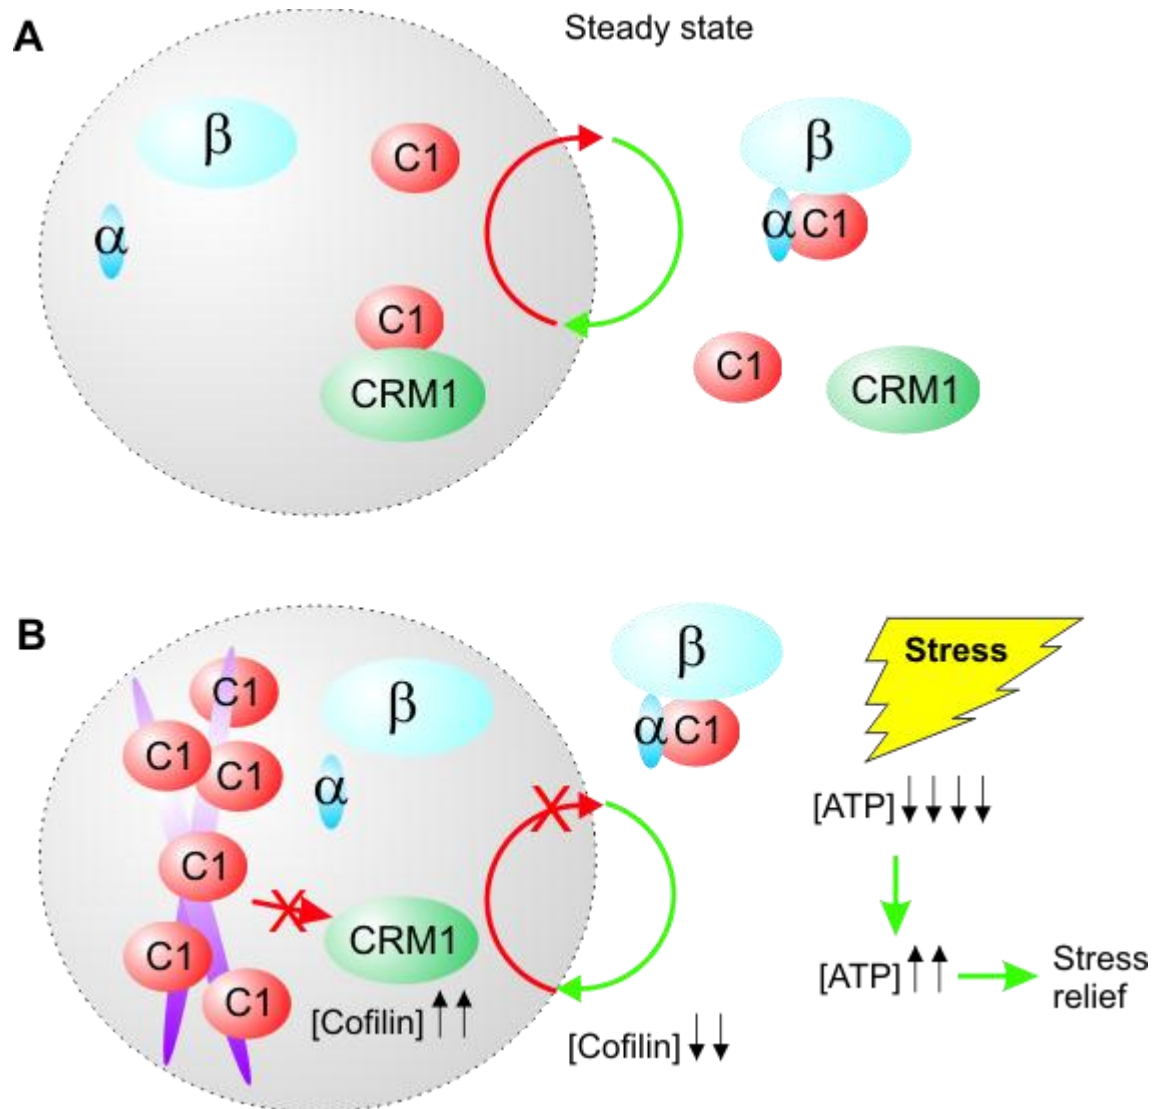 A
Steady state
β
C1
β
α
α C1
C1
C1
CRM1
CRM1
B
β
Stress
C1
β
C1
C1
α C1
α
[ATP]↓↓↓↓
C1
CRM1
C1
[ATP]↑↑
Stress
relief
C1
[Cofilin]↑↑
[Cofilin]↓↓